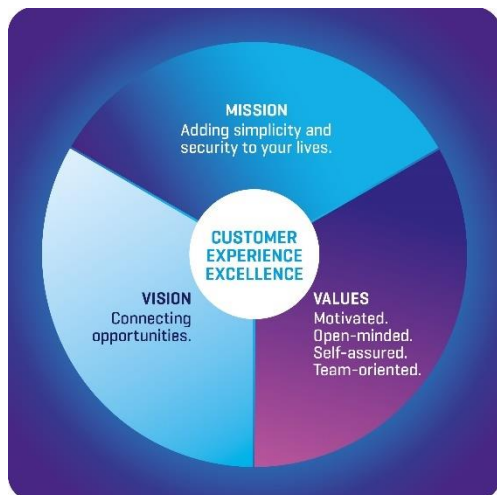 MISSION
Adding simplicity and
security to your lives.
CUSTOMER
EXPERIENCE
EXCELLENCE
VISION
Connecting
opportunities.
VALUES
Motivated.
Open-minded.
Self-assured.
Team-oriented.